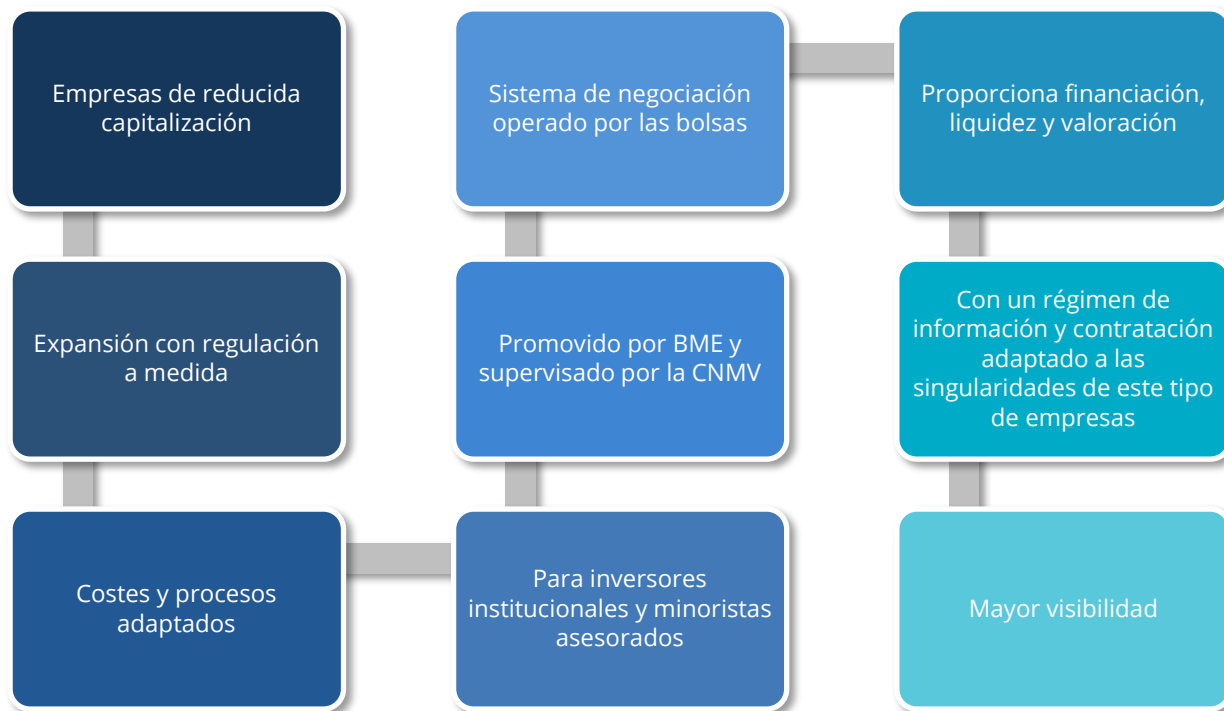 Empresas de reducida
capitalización
Expansión con regulación
a medida
Costes y procesos
adaptados
Para inversores
institucionales y minoristas
asesorados
Promovido por BME y
supervisado por la CNMV
Sistema de negociación
operado por las bolsas
Proporciona financiación,
liquidez y valoración
Con un régimen de
información y contratación
adaptado a las
singularidades de este tipo
de empresas
Mayor visibilidad